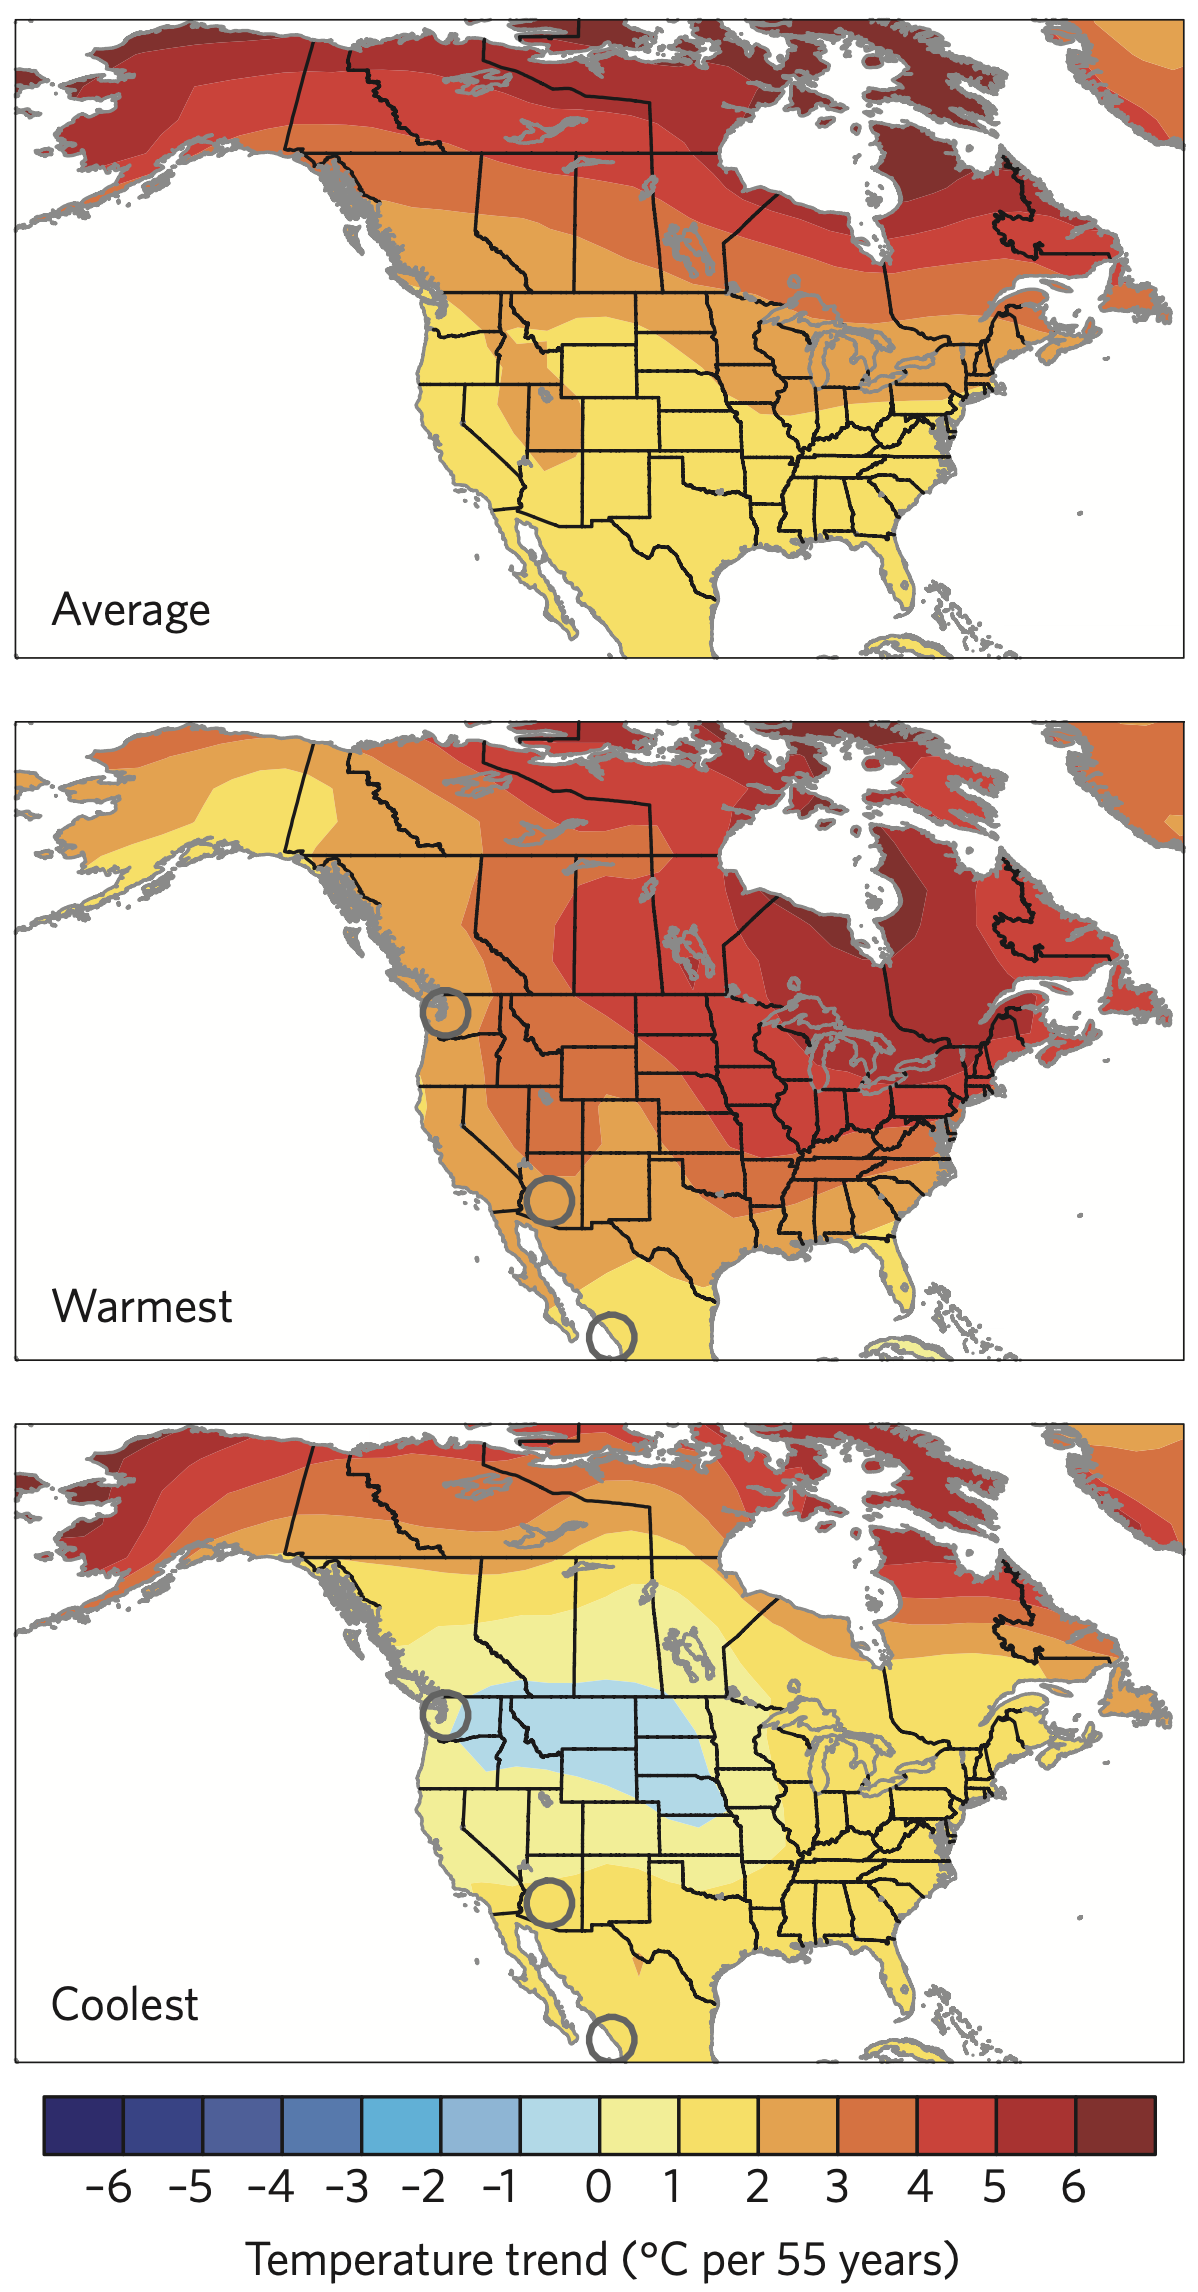 Average
Warmest
Coolest
–6 –5 –4 –3 –2 –1 0 1 2 3 4 5 6
Temperature trend (°C per 55 years)